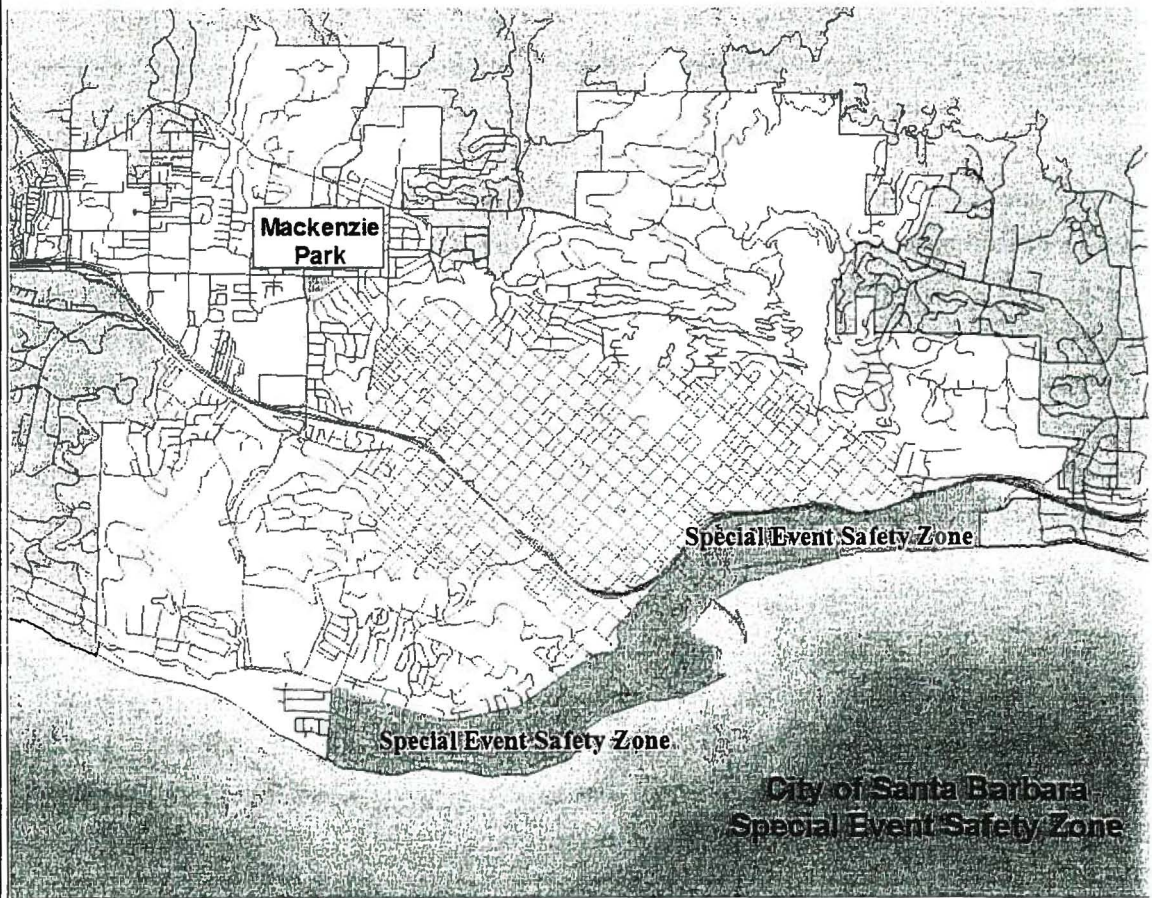 Mackenzie
Park
Special Event Safety Zone
Special Event Safety Zone
City of Santa Barbara
Special Event Safety Zone